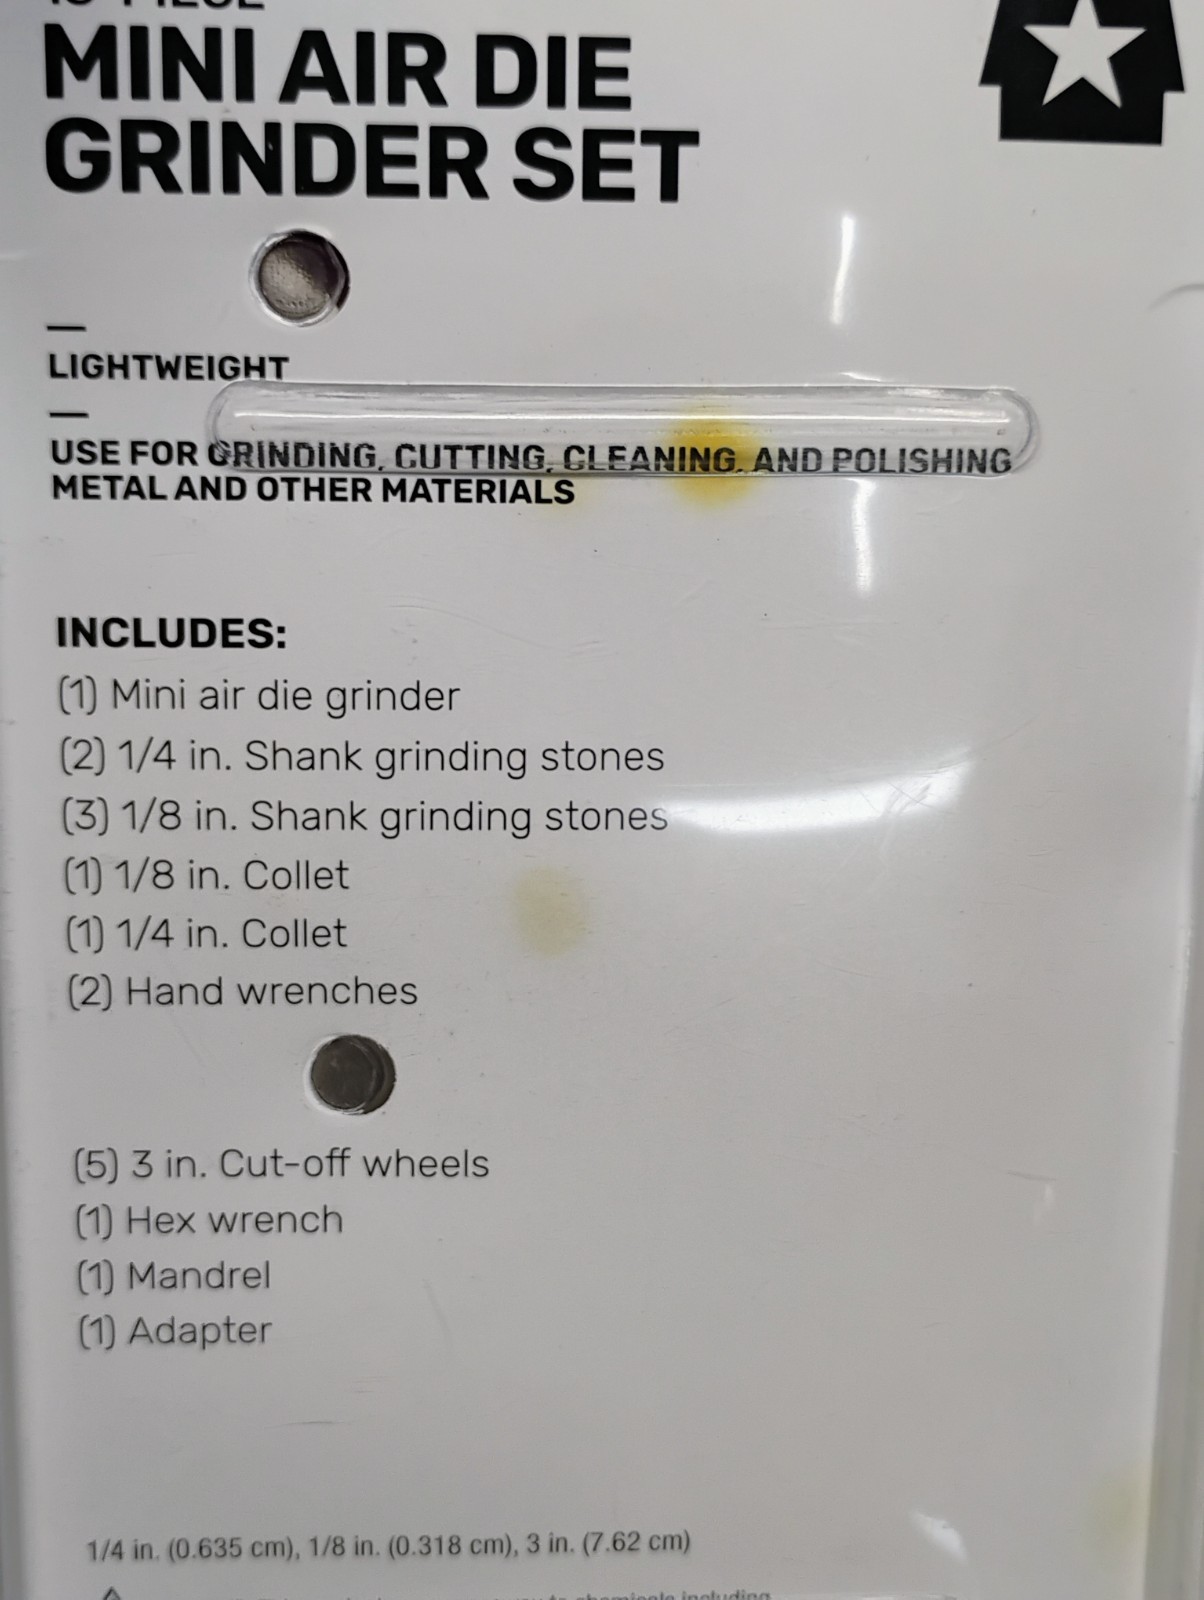 PIECE
MINI AIR DIE
GRINDER SET
—
LIGHTWEIGHT
—
USE FOR GRINDING, CUTTING, CLEANING, AND POLISHING
METAL AND OTHER MATERIALS
INCLUDES:
(1) Mini air die grinder
(2) 1/4 in. Shank grinding stones
(3) 1/8 in. Shank grinding stones
(1) 1/8 in. Collet
(1) 1/4 in. Collet
(2) Hand wrenches
(5) 3 in. Cut-off wheels
(1) Hex wrench
(1) Mandrel
(1) Adapter
1/4 in. (0.635 cm), 1/8 in. (0.318 cm), 3 in. (7.62 cm)
to chemicals including